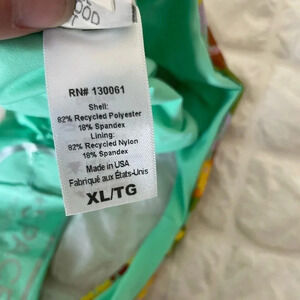 OOD
RN# 130061
Shell:
82% Recycled Polyester
18% Spandex
Lining:
82% Recycled Nylon
18% Spandex
Made in USA
Fabriqué aux États-Unis
XL/TG